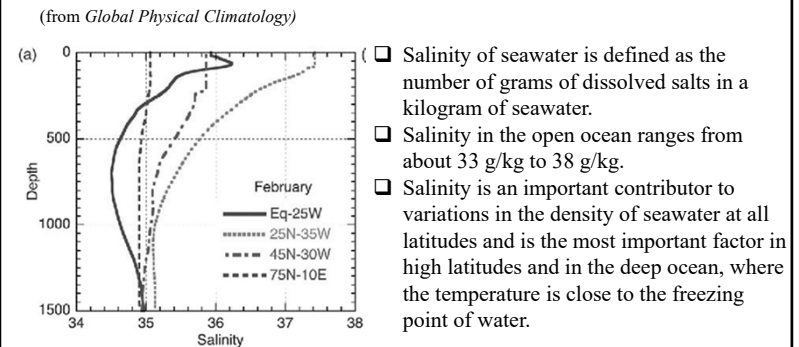 (from Global Physical Climatology)
(a)
0
500
1000
1500
Depth
34 35 36 37 38
Salinity
February
Eq-25W
25N-35W
45N-30W
75N-10E
(
❑ Salinity of seawater is defined as the
number of grams of dissolved salts in a
kilogram of seawater.
❑ Salinity in the open ocean ranges from
about 33 g/kg to 38 g/kg.
❑ Salinity is an important contributor to
variations in the density of seawater at all
latitudes and is the most important factor in
high latitudes and in the deep ocean, where
the temperature is close to the freezing
point of water.